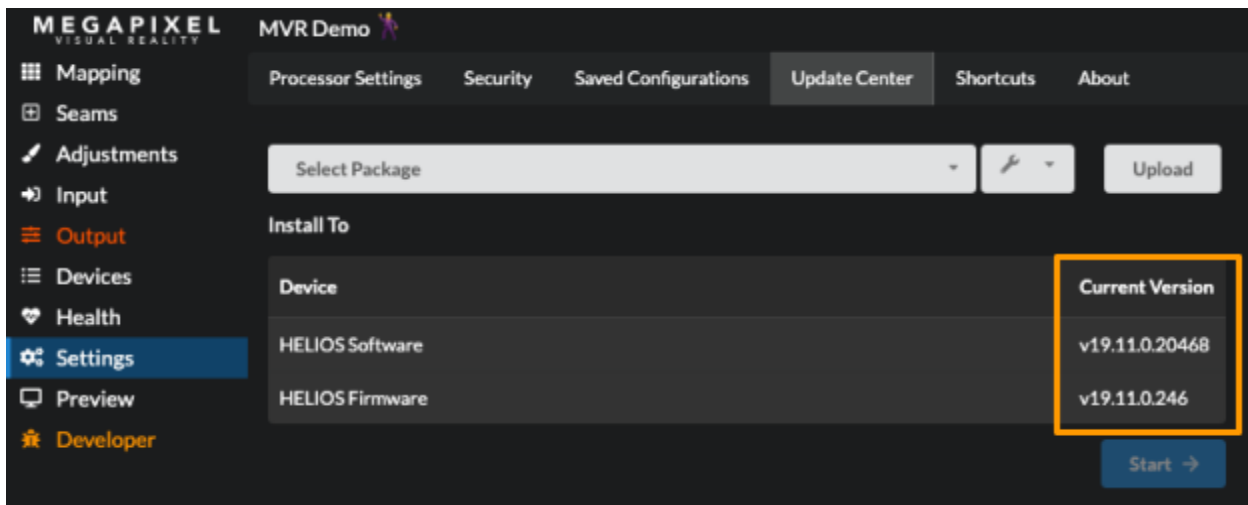 MEGAPIXEL
VISUAL REALITY
MVR Demo
Mapping
Seams
Adjustments
Input
Output
Devices
Health
Settings
Preview
Developer
Processor Settings Security Saved Configurations Update Center Shortcuts About
Select Package Upload
Install To
Device Current Version
HELIOS Software v19.11.0.20468
HELIOS Firmware v19.11.0.246
Start →